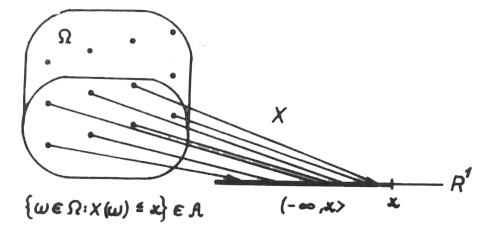 Ω
X
R¹
{ω ∈ Ω : X(ω) ≦ x} ∈ A (-∞, x> x